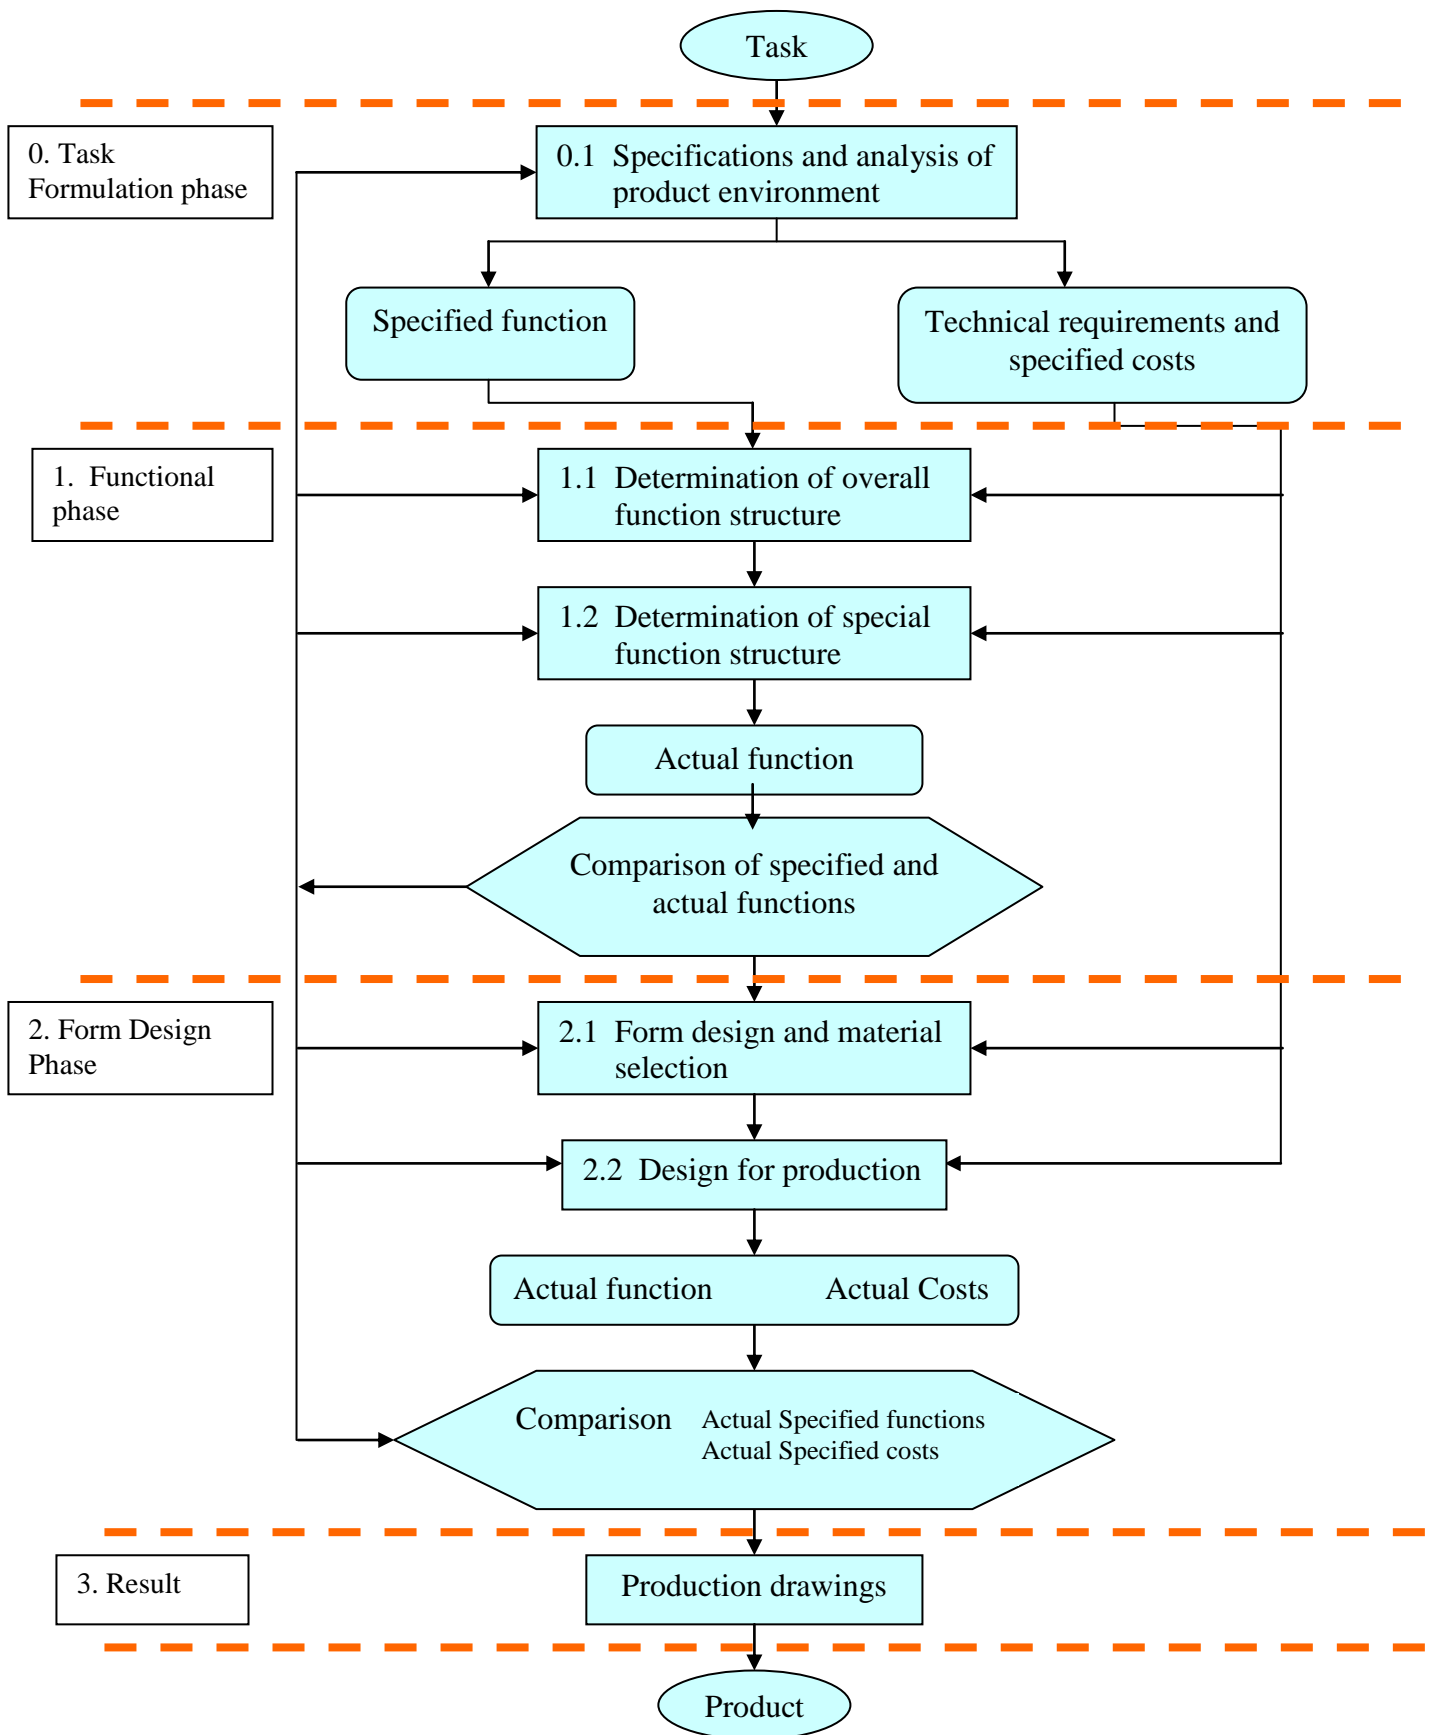 Task
0. Task
Formulation phase
0.1 Specifications and analysis of
product environment
Specified function
Technical requirements and
specified costs
1. Functional
phase
1.1 Determination of overall
function structure
1.2 Determination of special
function structure
Actual function
Comparison of specified and
actual functions
2. Form Design
Phase
2.1 Form design and material
selection
2.2 Design for production
Actual function Actual Costs
Comparison Actual Specified functions
Actual Specified costs
3. Result
Production drawings
Product